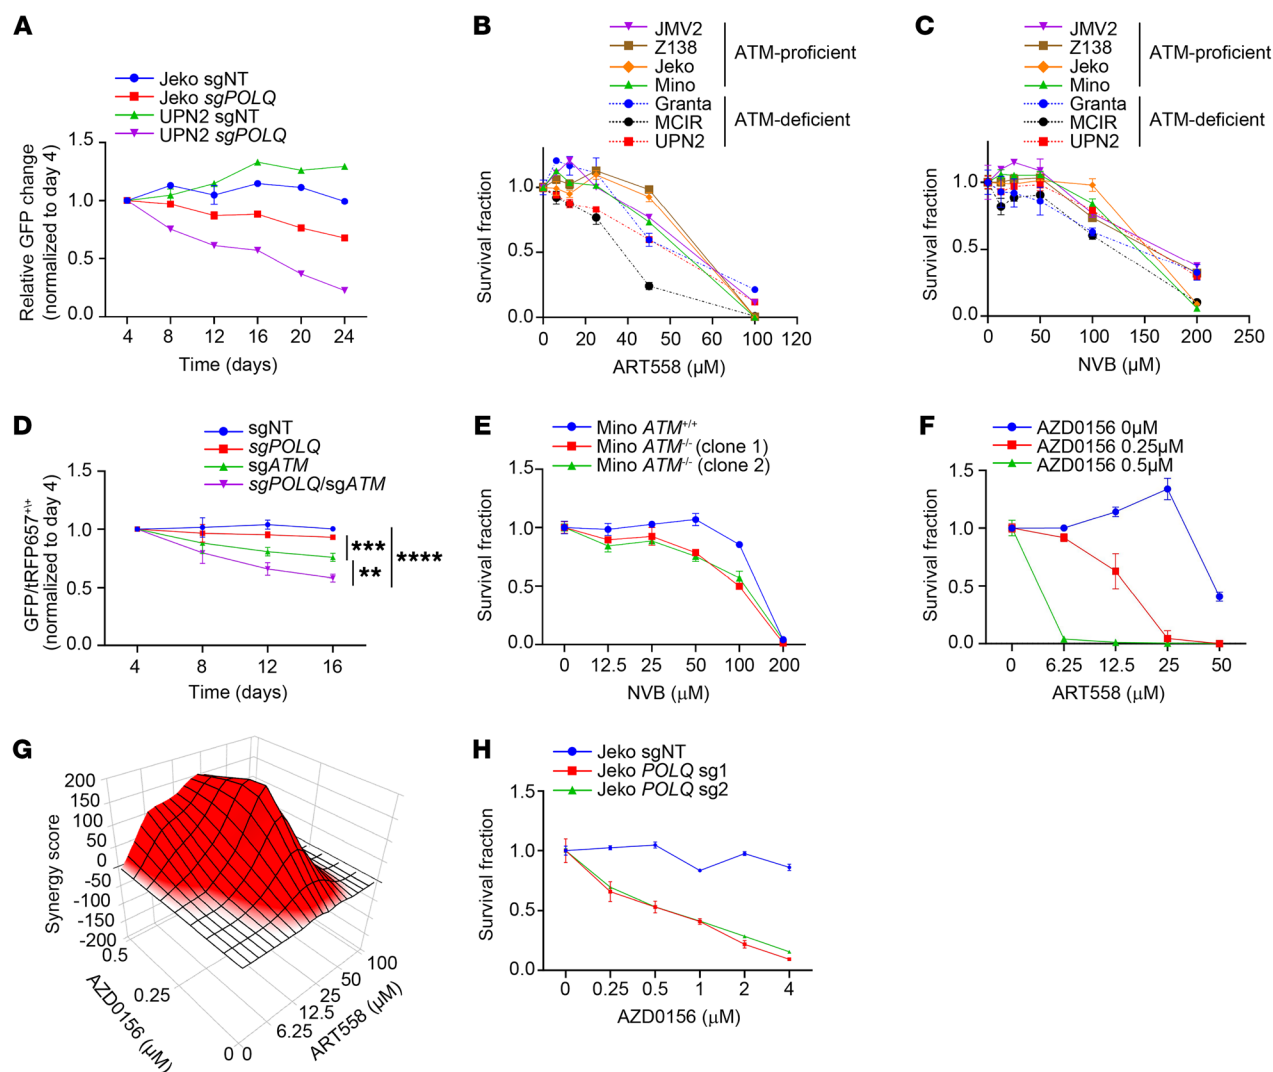 A
Jeko sgNT
Jeko sgPOLQ
UPN2 sgNT
UPN2 sgPOLQ
Relative GFP change
(normalized to day 4)
1.5
1.0
0.5
0.0
4 8 12 16 20 24
Time (days)
B
JMV2
Z138
Jeko
Mino
Granta
MCIR
UPN2
ATM-proficient
ATM-deficient
Survival fraction
1.0
0.5
0.0
0 20 40 60 80 100 120
ART558 (µM)
C
JMV2
Z138
Jeko
Mino
Granta
MCIR
UPN2
ATM-proficient
ATM-deficient
Survival fraction
1.0
0.5
0.0
0 50 100 150 200 250
NVB (µM)
D
sgNT
sgPOLQ
sgATM
sgPOLQ/sgATM
GFP/tRFP657+\+
(normalized to day 4)
1.5
1.0
0.5
0.0
*** ****
**
4 8 12 16
Time (days)
E
Mino ATM+/+
Mino ATM-/- (clone 1)
Mino ATM-/- (clone 2)
Survival fraction
1.5
1.0
0.5
0.0
0 12.5 25 50 100 200
NVB (µM)
F
AZD0156 0µM
AZD0156 0.25µM
AZD0156 0.5µM
Survival fraction
1.5
1.0
0.5
0.0
0 6.25 12.5 25 50
ART558 (µM)
G
Synergy score
200
150
100
50
0
-50
-100
-150
-200
0.5
0.25
0
AZD0156 (µM)
0
6.25
12.5
25
50
100
ART558 (µM)
H
Jeko sgNT
Jeko POLQ sg1
Jeko POLQ sg2
Survival fraction
1.5
1.0
0.5
0.0
0 0.25 0.5 1 2 4
AZD0156 (µM)